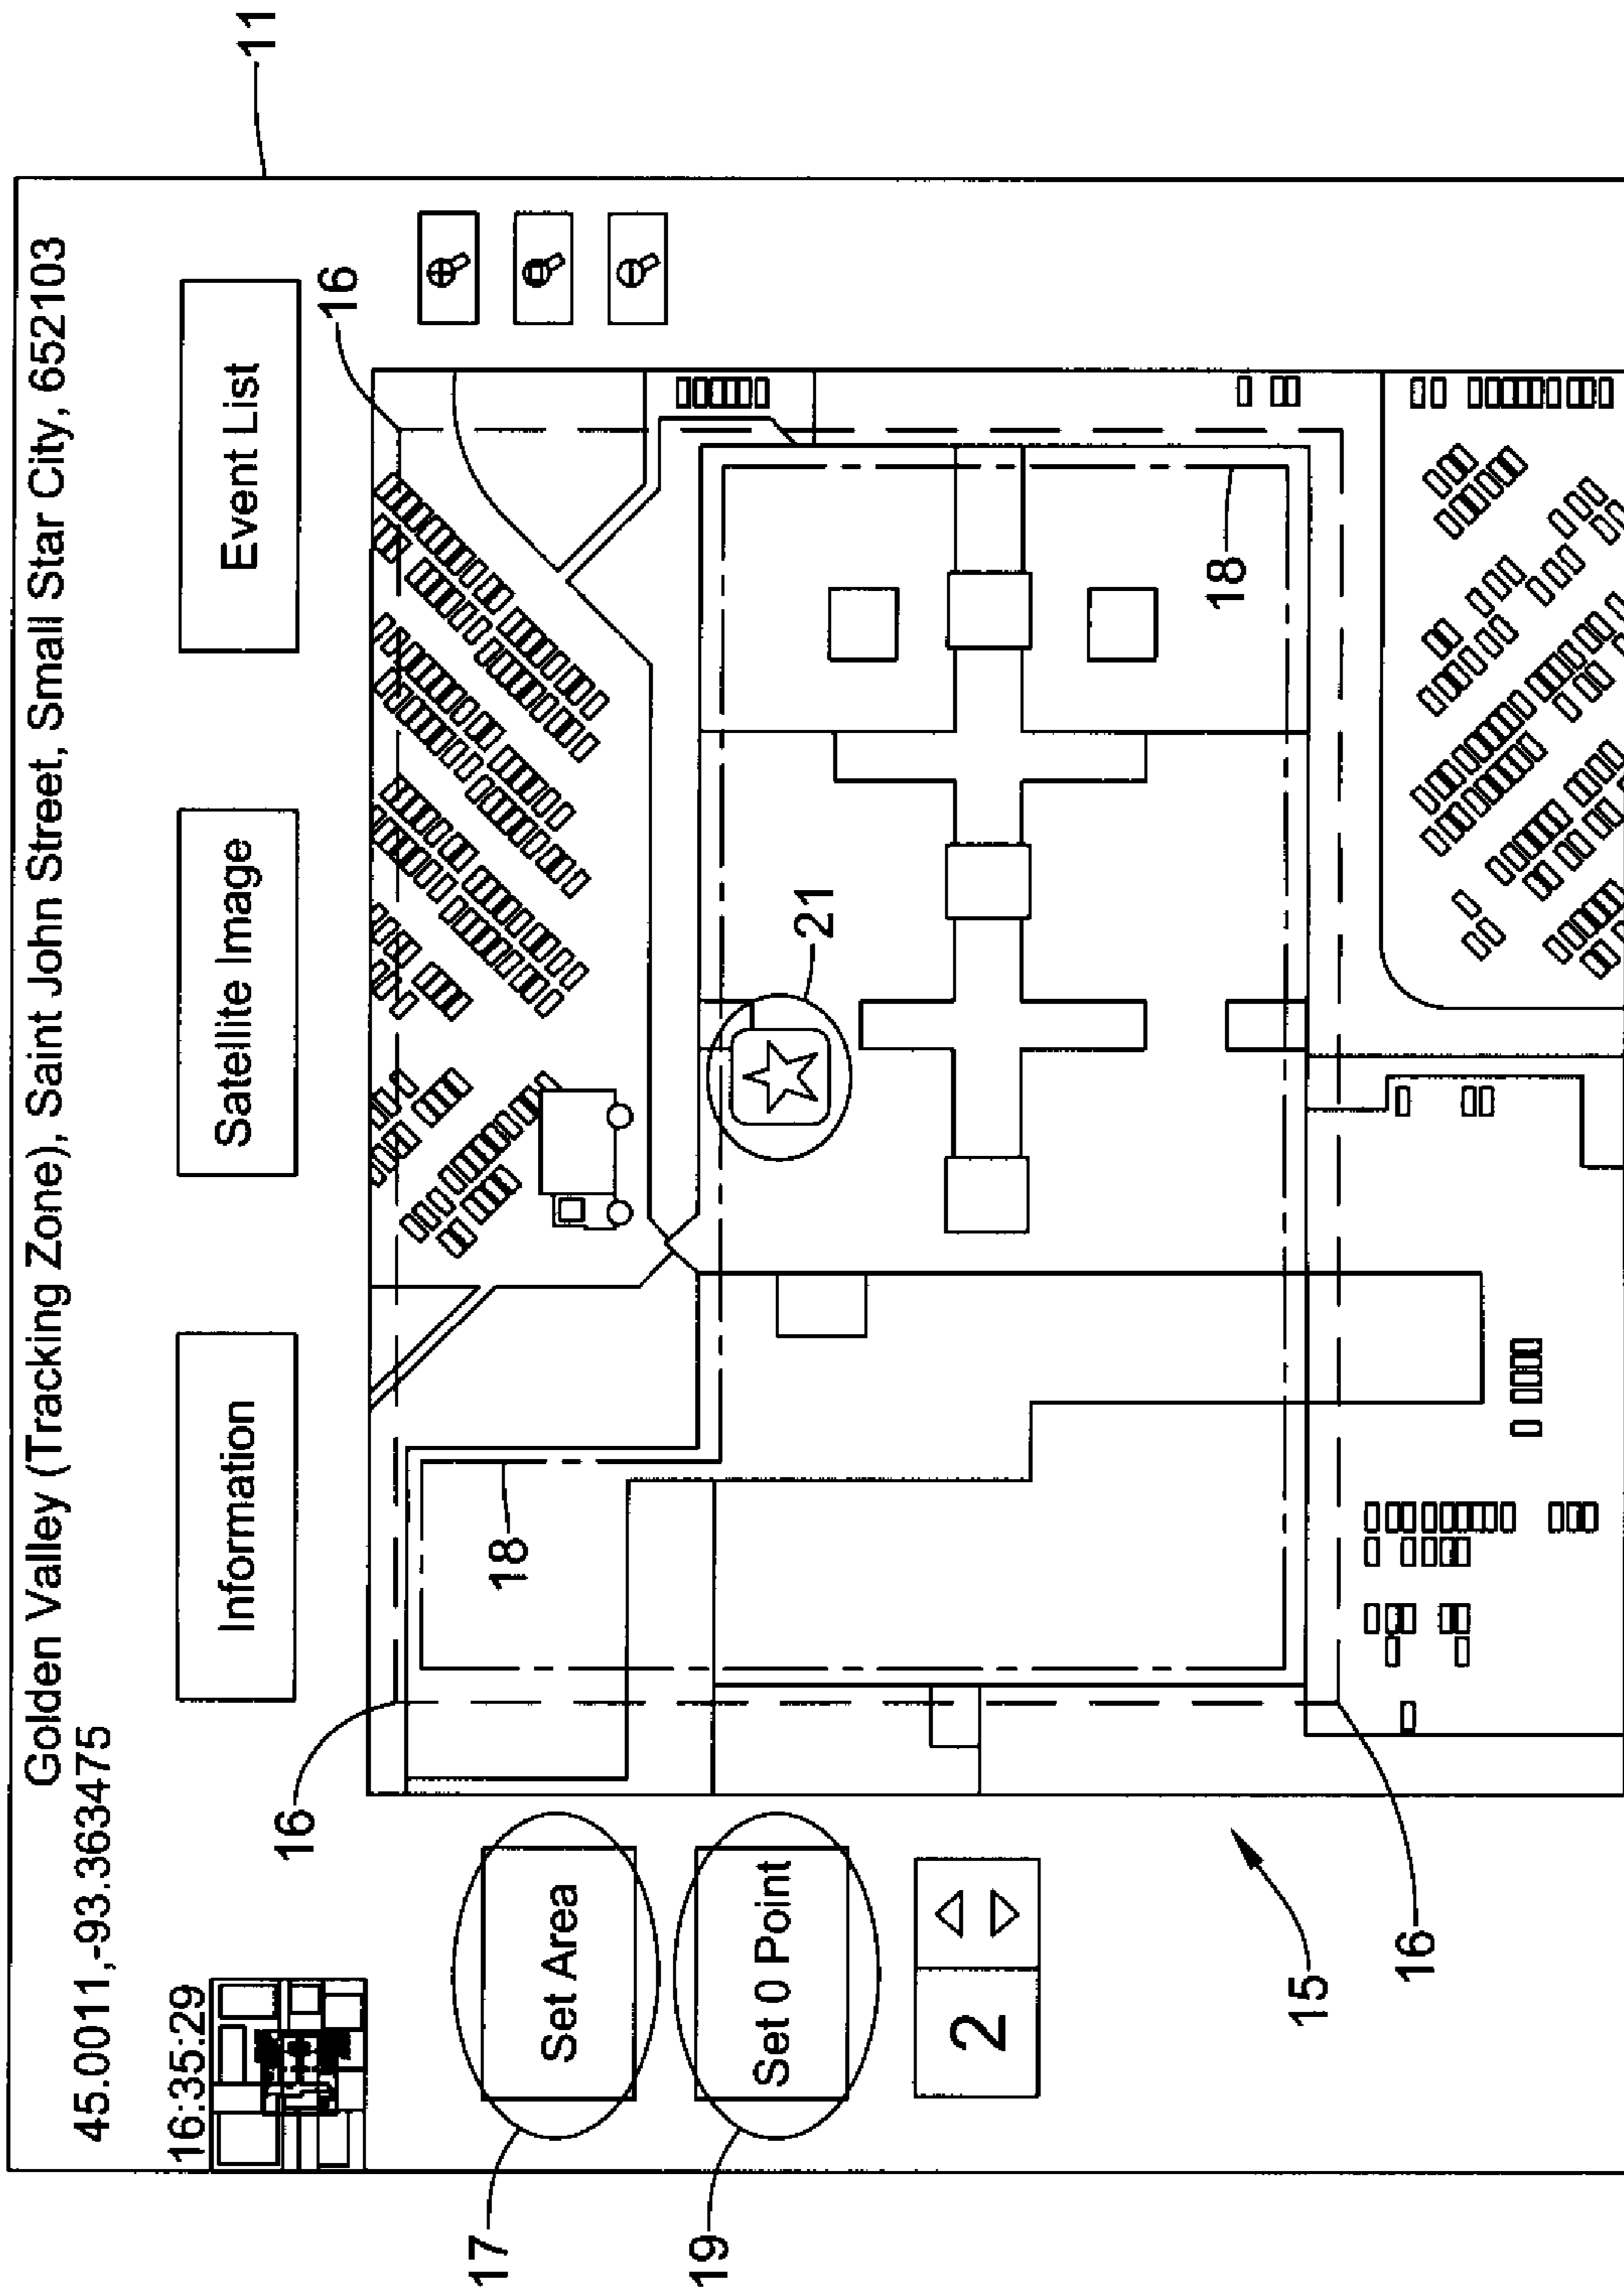 11
Golden Valley (Tracking Zone), Saint John Street, Small Star City, 652103
45.0011,-93.363475
16:35:29
Information
Satellite Image
Event List
16
16
17
Set Area
18
19
Set 0 Point
21
2
18
15
16